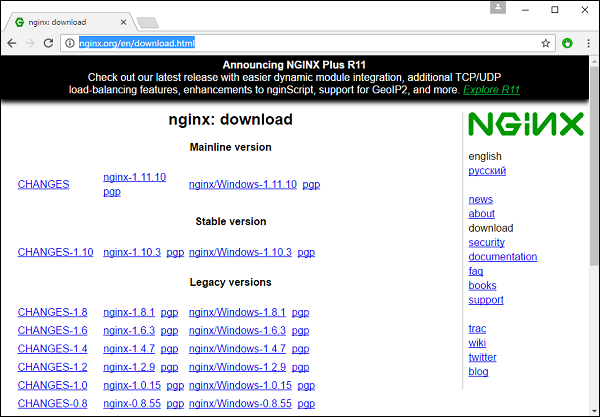 nginx: download
nginx.org/en/download.html
Announcing NGINX Plus R11
Check out our latest release with easier dynamic module integration, additional TCP/UDP
load-balancing features, enhancements to nginScript, support for GeoIP2, and more. Explore R11
nginx: download
Mainline version
CHANGES nginx-1.11.10 pgp nginx/Windows-1.11.10 pgp
Stable version
CHANGES-1.10 nginx-1.10.3 pgp nginx/Windows-1.10.3 pgp
Legacy versions
CHANGES-1.8 nginx-1.8.1 pgp nginx/Windows-1.8.1 pgp
CHANGES-1.6 nginx-1.6.3 pgp nginx/Windows-1.6.3 pgp
CHANGES-1.4 nginx-1.4.7 pgp nginx/Windows-1.4.7 pgp
CHANGES-1.2 nginx-1.2.9 pgp nginx/Windows-1.2.9 pgp
CHANGES-1.0 nginx-1.0.15 pgp nginx/Windows-1.0.15 pgp
CHANGES-0.8 nginx-0.8.55 pgp nginx/Windows-0.8.55 pgp
NGINX
english
русский
news
about
download
security
documentation
faq
books
support
trac
wiki
twitter
blog